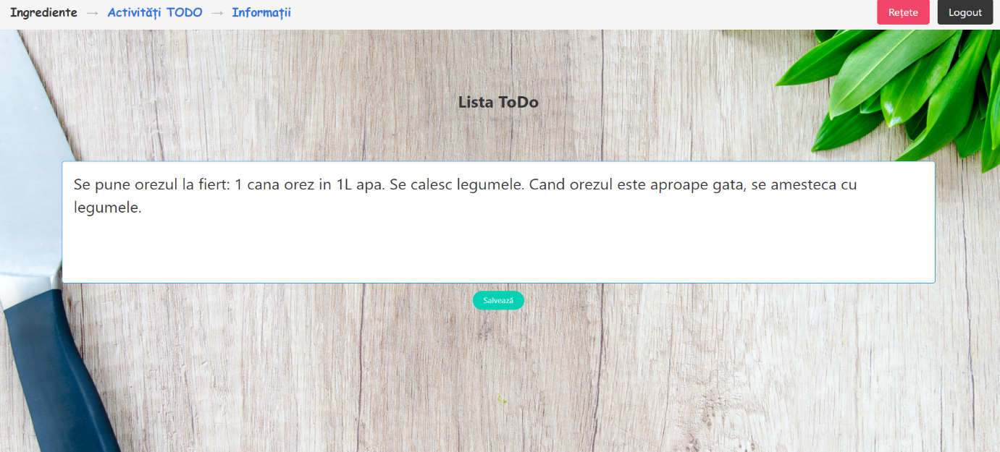 Ingrediente → Activități TODO → Informații
Rețete
Logout
Lista ToDo
Se pune orezul la fiert: 1 cana orez in 1L apa. Se calesc legumele. Cand orezul este aproape gata, se amesteca cu
legumele.
Salvează